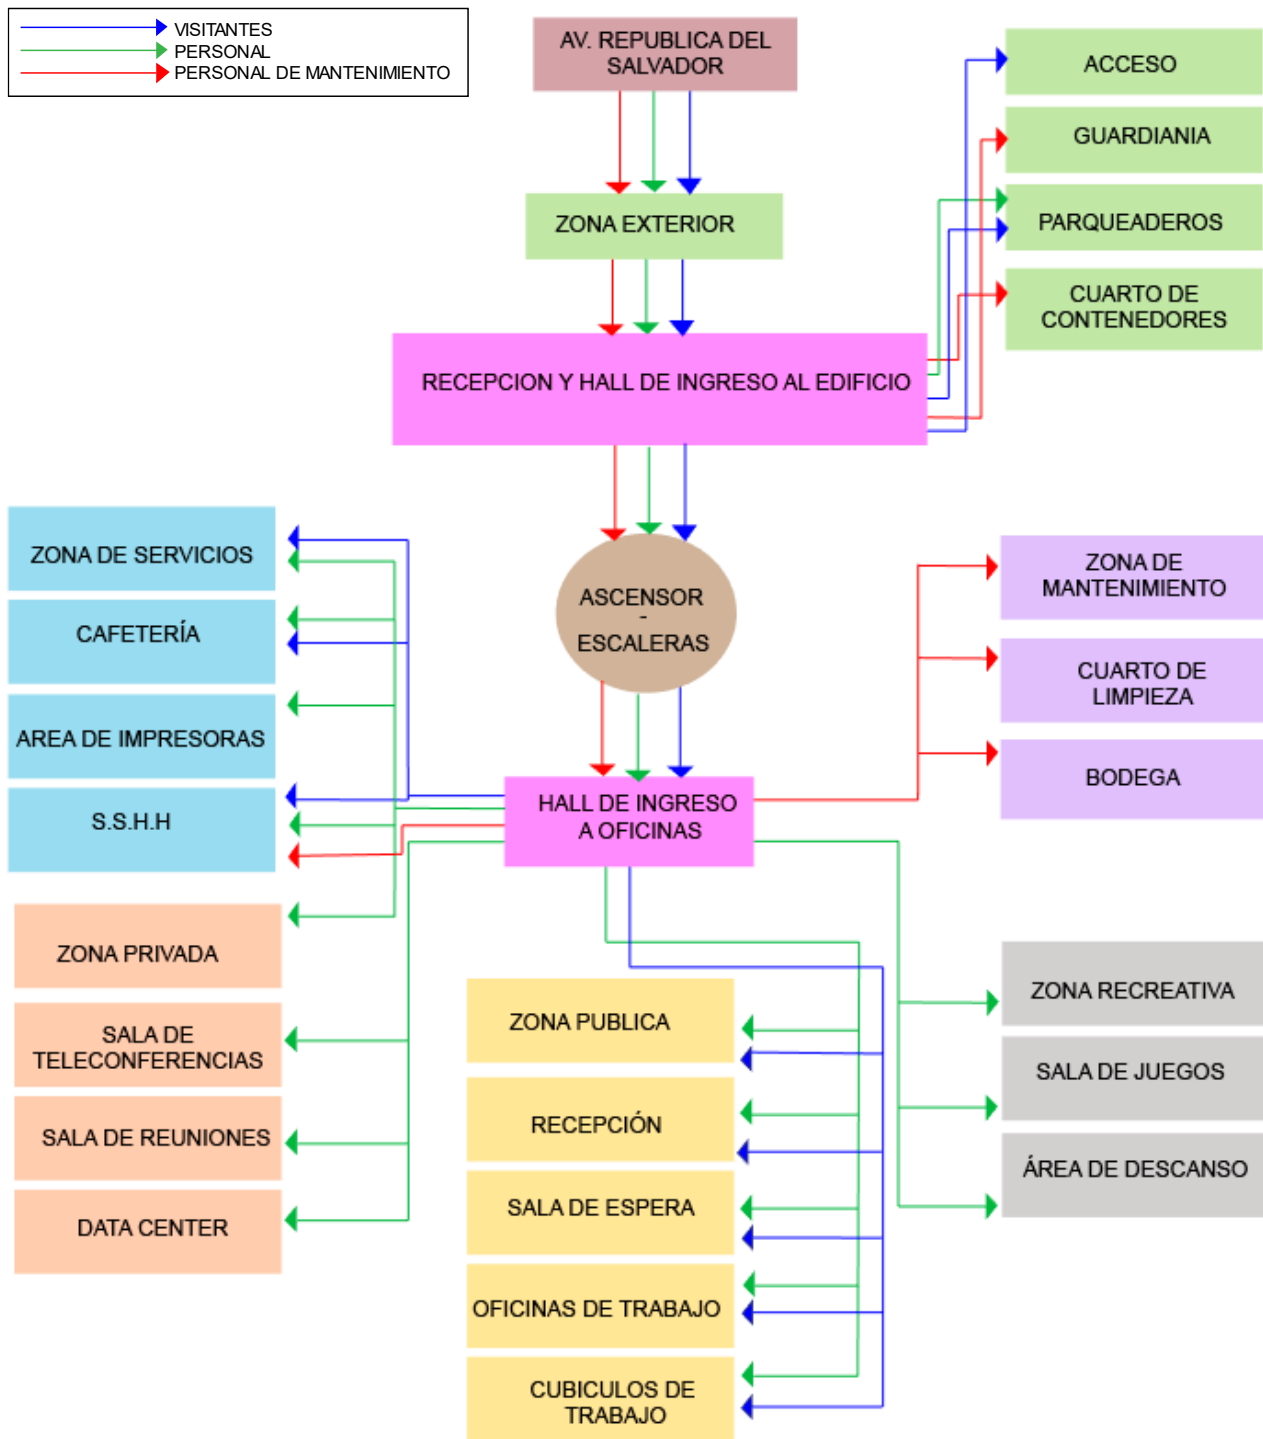 VISITANTES
PERSONAL
PERSONAL DE MANTENIMIENTO
AV. REPUBLICA DEL
SALVADOR
ACCESO
GUARDIANIA
PARQUEADEROS
CUARTO DE
CONTENEDORES
ZONA EXTERIOR
RECEPCION Y HALL DE INGRESO AL EDIFICIO
ASCENSOR
-
ESCALERAS
ZONA DE SERVICIOS
CAFETERÍA
AREA DE IMPRESORAS
S.S.H.H
ZONA DE
MANTENIMIENTO
CUARTO DE
LIMPIEZA
BODEGA
HALL DE INGRESO
A OFICINAS
ZONA PRIVADA
SALA DE
TELECONFERENCIAS
SALA DE REUNIONES
DATA CENTER
ZONA PUBLICA
RECEPCIÓN
SALA DE ESPERA
OFICINAS DE TRABAJO
CUBICULOS DE
TRABAJO
ZONA RECREATIVA
SALA DE JUEGOS
ÁREA DE DESCANSO